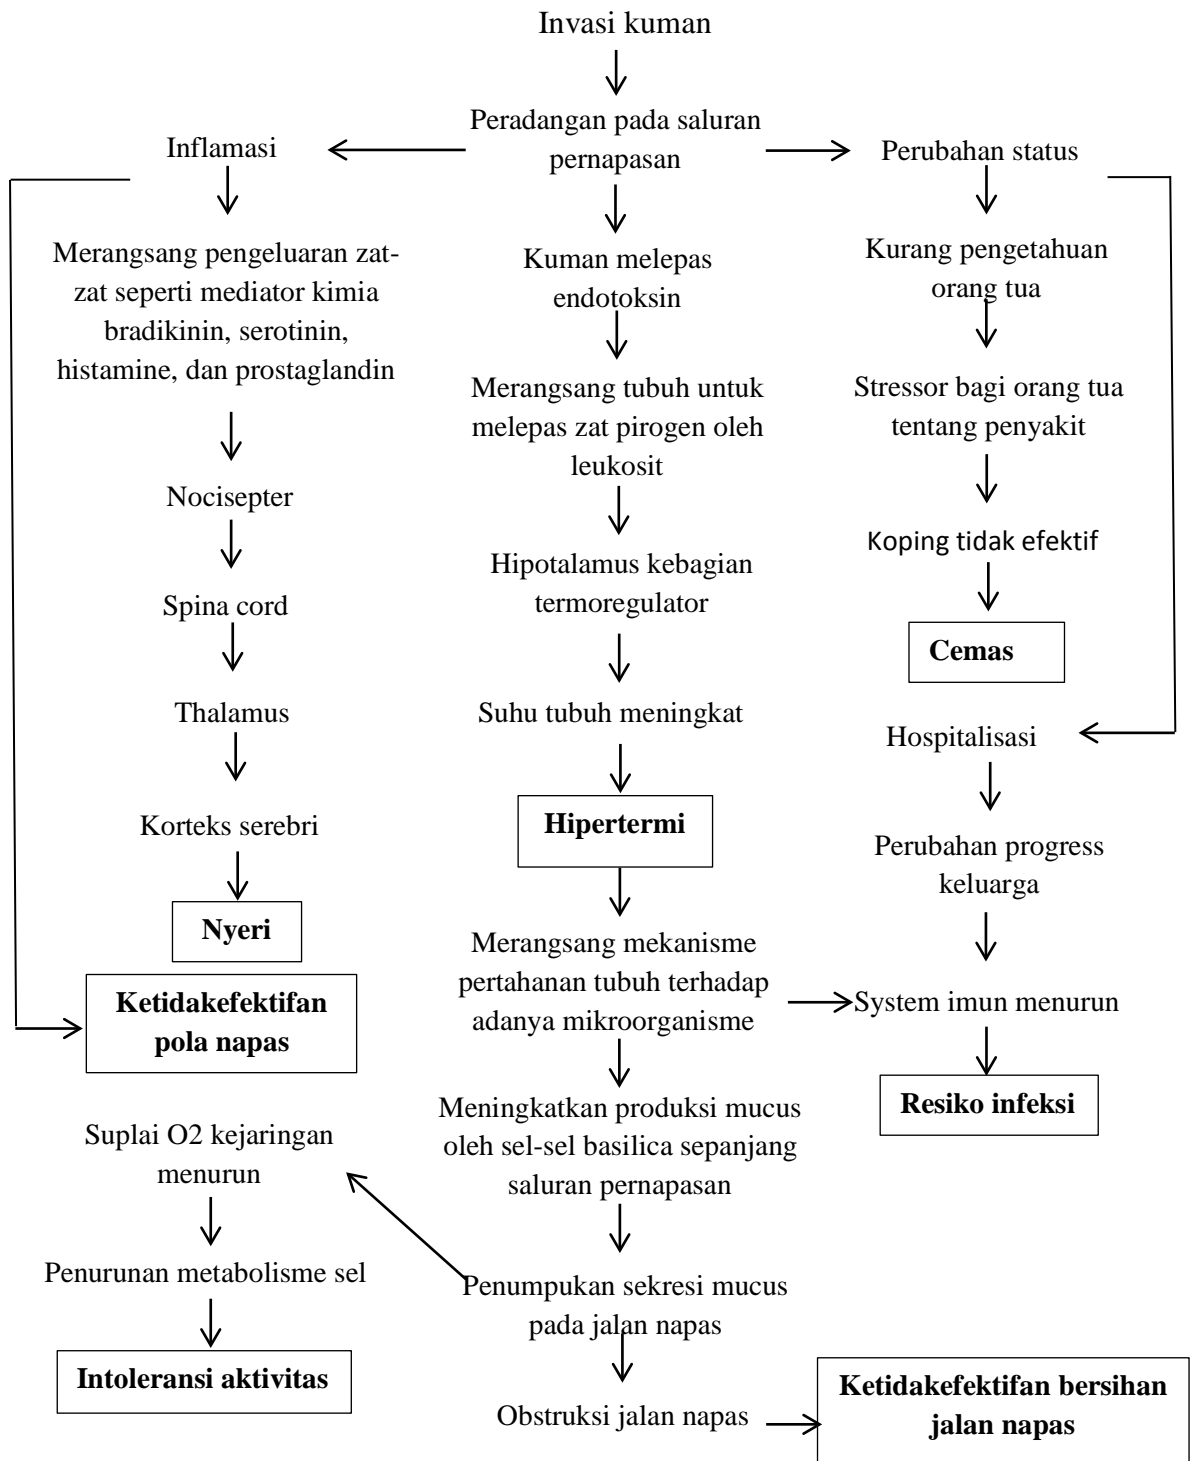 Invasi kuman
Peradangan pada saluran
pernapasan
Inflamasi
Perubahan status
Merangsang pengeluaran zat-
zat seperti mediator kimia
bradikinin, serotinin,
histamine, dan prostaglandin
Nocisepter
Spina cord
Thalamus
Korteks serebri
Nyeri
Ketidakefektifan
pola napas
Kuman melepas
endotoksin
Merangsang tubuh untuk
melepas zat pirogen oleh
leukosit
Hipotalamus kebagian
termoregulator
Suhu tubuh meningkat
Hipertermi
Merangsang mekanisme
pertahanan tubuh terhadap
adanya mikroorganisme
Meningkatkan produksi mucus
oleh sel-sel basilica sepanjang
saluran pernapasan
Penumpukan sekresi mucus
pada jalan napas
Obstruksi jalan napas
Ketidakefektifan bersihan
jalan napas
Kurang pengetahuan
orang tua
Stressor bagi orang tua
tentang penyakit
Koping tidak efektif
Cemas
Hospitalisasi
Perubahan progress
keluarga
System imun menurun
Resiko infeksi
Suplai O2 kejaringan
menurun
Penurunan metabolisme sel
Intoleransi aktivitas